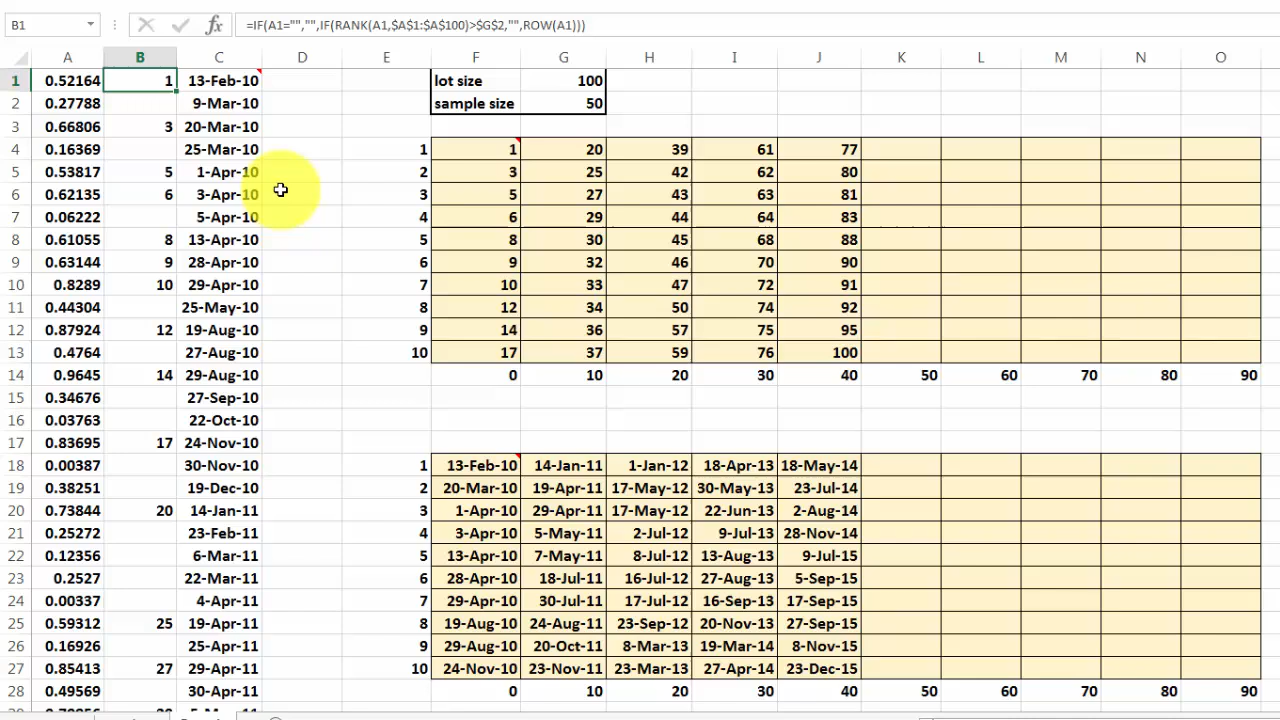 B1 fx =IF(A1="","",IF(RANK(A1,$A$1:$A$100)>$G$2,"",ROW(A1)))
A B C D E F G H I J K L M N O
1 0.52164 1 13-Feb-10 lot size 100
2 0.27788 9-Mar-10 sample size 50
3 0.66806 3 20-Mar-10
4 0.16369 25-Mar-10 1 1 20 39 61 77
5 0.53817 5 1-Apr-10 2 3 25 42 62 80
6 0.62135 6 3-Apr-10 3 5 27 43 63 81
7 0.06222 5-Apr-10 4 6 29 44 64 83
8 0.61055 8 13-Apr-10 5 8 30 45 68 88
9 0.63144 9 28-Apr-10 6 9 32 46 70 90
10 0.8289 10 29-Apr-10 7 10 33 47 72 91
11 0.44304 25-May-10 8 12 34 50 74 92
12 0.87924 12 19-Aug-10 9 14 36 57 75 95
13 0.4764 27-Aug-10 10 17 37 59 76 100
14 0.9645 14 29-Aug-10 0 10 20 30 40 50 60 70 80 90
15 0.34676 27-Sep-10
16 0.03763 22-Oct-10
17 0.83695 17 24-Nov-10
18 0.00387 30-Nov-10 1 13-Feb-10 14-Jan-11 1-Jan-12 18-Apr-13 18-May-14
19 0.38251 19-Dec-10 2 20-Mar-10 19-Apr-11 17-May-12 30-May-13 23-Jul-14
20 0.73844 20 14-Jan-11 3 1-Apr-10 29-Apr-11 17-May-12 22-Jun-13 2-Aug-14
21 0.25272 23-Feb-11 4 3-Apr-10 5-May-11 2-Jul-12 9-Jul-13 28-Nov-14
22 0.12356 6-Mar-11 5 13-Apr-10 7-May-11 8-Jul-12 13-Aug-13 9-Jul-15
23 0.2527 22-Mar-11 6 28-Apr-10 18-Jul-11 16-Jul-12 27-Aug-13 5-Sep-15
24 0.00337 4-Apr-11 7 29-Apr-10 30-Jul-11 17-Jul-12 16-Sep-13 17-Sep-15
25 0.59312 25 19-Apr-11 8 19-Aug-10 24-Aug-11 23-Sep-12 20-Nov-13 27-Sep-15
26 0.16926 25-Apr-11 9 29-Aug-10 20-Oct-11 8-Mar-13 19-Mar-14 8-Nov-15
27 0.85413 27 29-Apr-11 10 24-Nov-10 23-Nov-11 23-Mar-13 27-Apr-14 23-Dec-15
28 0.49569 30-Apr-11 0 10 20 30 40 50 60 70 80 90